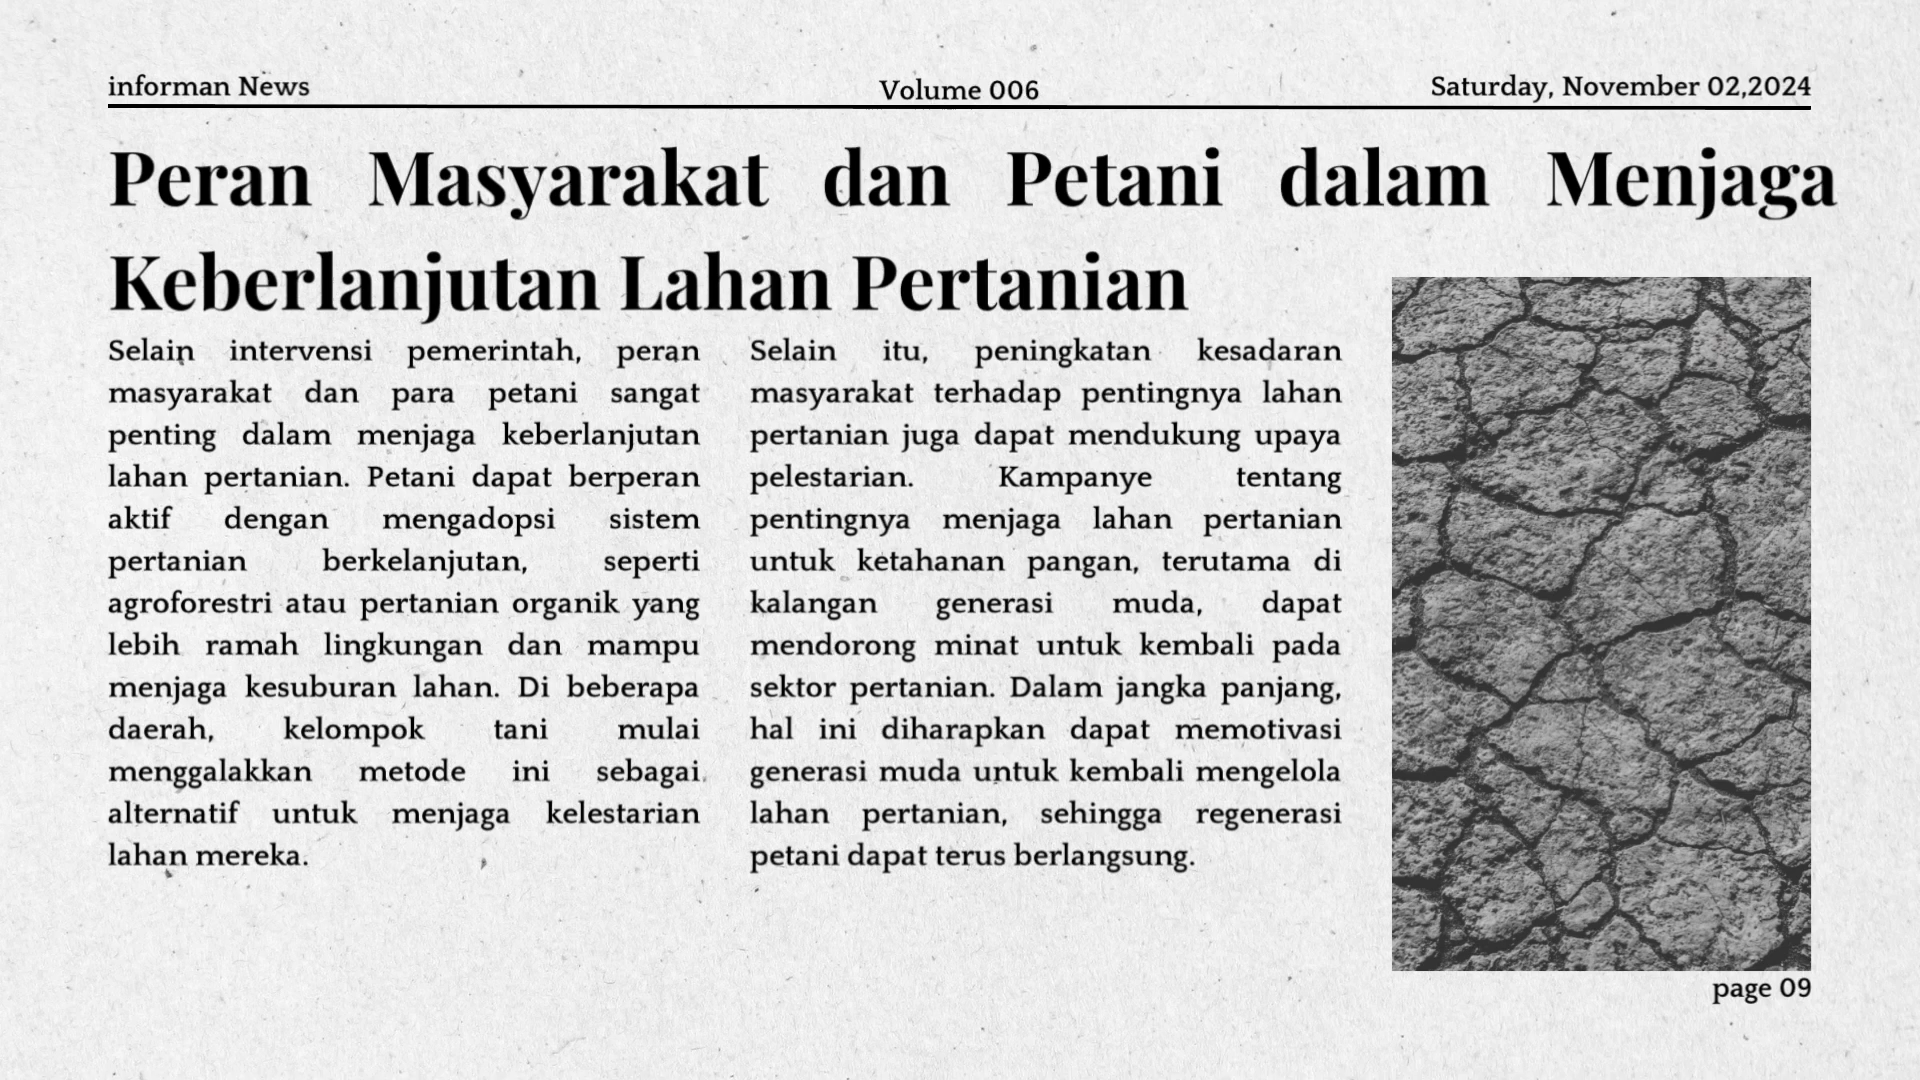 informan News
Volume 006
Saturday, November 02,2024
Peran Masyarakat dan Petani dalam Menjaga
Keberlanjutan Lahan Pertanian
Selain intervensi pemerintah, peran
masyarakat dan para petani sangat
penting dalam menjaga keberlanjutan
lahan pertanian. Petani dapat berperan
aktif dengan mengadopsi sistem
pertanian berkelanjutan, seperti
agroforestri atau pertanian organik yang
lebih ramah lingkungan dan mampu
menjaga kesuburan lahan. Di beberapa
daerah, kelompok tani mulai
menggalakkan metode ini sebagai
alternatif untuk menjaga kelestarian
lahan mereka.
Selain itu, peningkatan kesadaran
masyarakat terhadap pentingnya lahan
pertanian juga dapat mendukung upaya
pelestarian. Kampanye tentang
pentingnya menjaga lahan pertanian
untuk ketahanan pangan, terutama di
kalangan generasi muda, dapat
mendorong minat untuk kembali pada
sektor pertanian. Dalam jangka panjang,
hal ini diharapkan dapat memotivasi
generasi muda untuk kembali mengelola
lahan pertanian, sehingga regenerasi
petani dapat terus berlangsung.
page 09